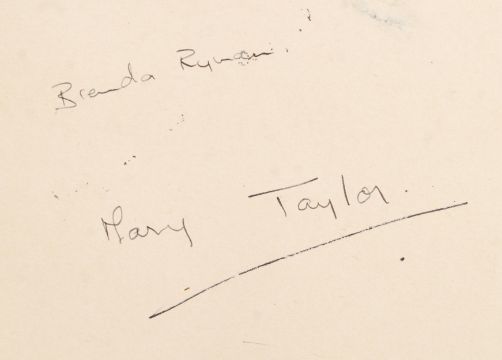 Brenda Ryman.
Mary Taylor.